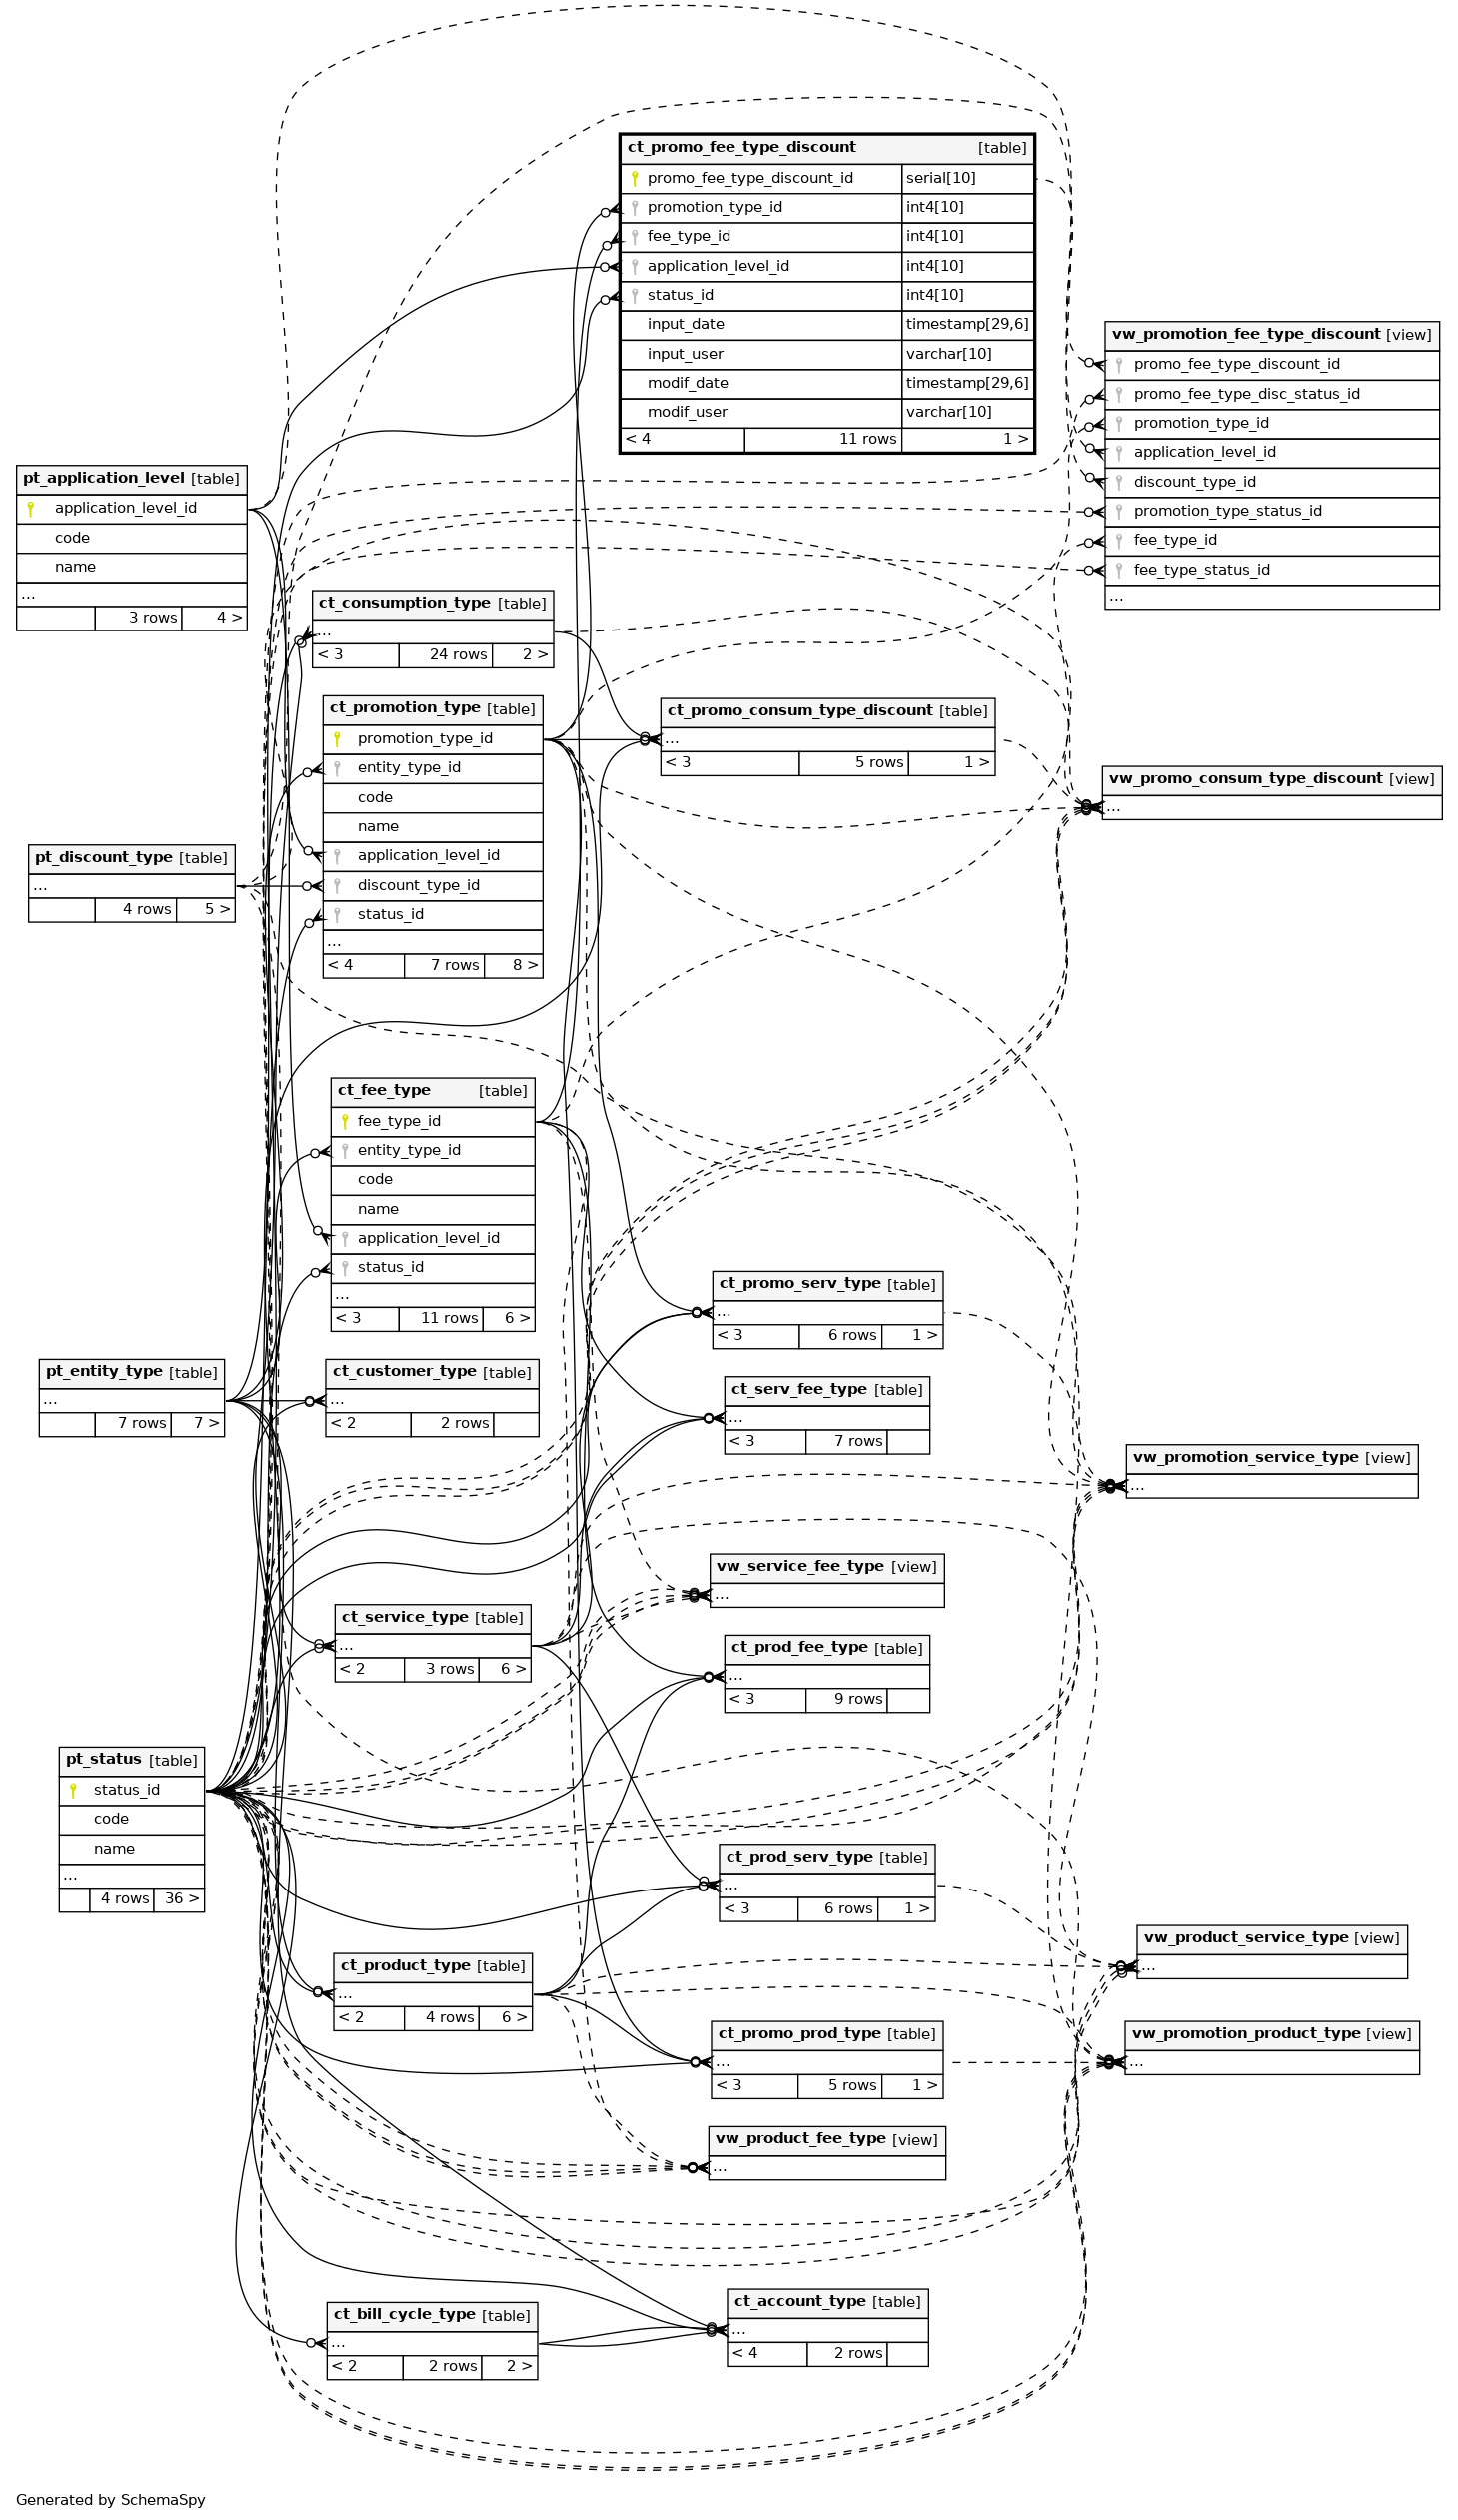 ct_promo_fee_type_discount [table]
promo_fee_type_discount_id serial[10]
promotion_type_id int4[10]
fee_type_id int4[10]
application_level_id int4[10]
status_id int4[10]
input_date timestamp[29,6]
input_user varchar[10]
modif_date timestamp[29,6]
modif_user varchar[10]
< 4 11 rows 1 >
vw_promotion_fee_type_discount [view]
promo_fee_type_discount_id
promo_fee_type_disc_status_id
promotion_type_id
application_level_id
discount_type_id
promotion_type_status_id
fee_type_id
fee_type_status_id
...
pt_application_level [table]
application_level_id
code
name
...
3 rows 4 >
ct_consumption_type [table]
...
< 3 24 rows 2 >
ct_promotion_type [table]
promotion_type_id
entity_type_id
code
name
application_level_id
discount_type_id
status_id
...
< 4 7 rows 8 >
ct_promo_consum_type_discount [table]
...
< 3 5 rows 1 >
vw_promo_consum_type_discount [view]
...
pt_discount_type [table]
...
4 rows 5 >
ct_fee_type [table]
fee_type_id
entity_type_id
code
name
application_level_id
status_id
...
< 3 11 rows 6 >
ct_promo_serv_type [table]
...
< 3 6 rows 1 >
pt_entity_type [table]
...
7 rows 7 >
ct_customer_type [table]
...
< 2 2 rows
ct_serv_fee_type [table]
...
< 3 7 rows
vw_promotion_service_type [view]
...
vw_service_fee_type [view]
...
ct_service_type [table]
...
< 2 3 rows 6 >
ct_prod_fee_type [table]
...
< 3 9 rows
pt_status [table]
status_id
code
name
...
4 rows 36 >
ct_prod_serv_type [table]
...
< 3 6 rows 1 >
vw_product_service_type [view]
...
ct_product_type [table]
...
< 2 4 rows 6 >
ct_promo_prod_type [table]
...
< 3 5 rows 1 >
vw_promotion_product_type [view]
...
vw_product_fee_type [view]
...
ct_account_type [table]
...
< 4 2 rows
ct_bill_cycle_type [table]
...
< 2 2 rows 2 >
Generated by SchemaSpy